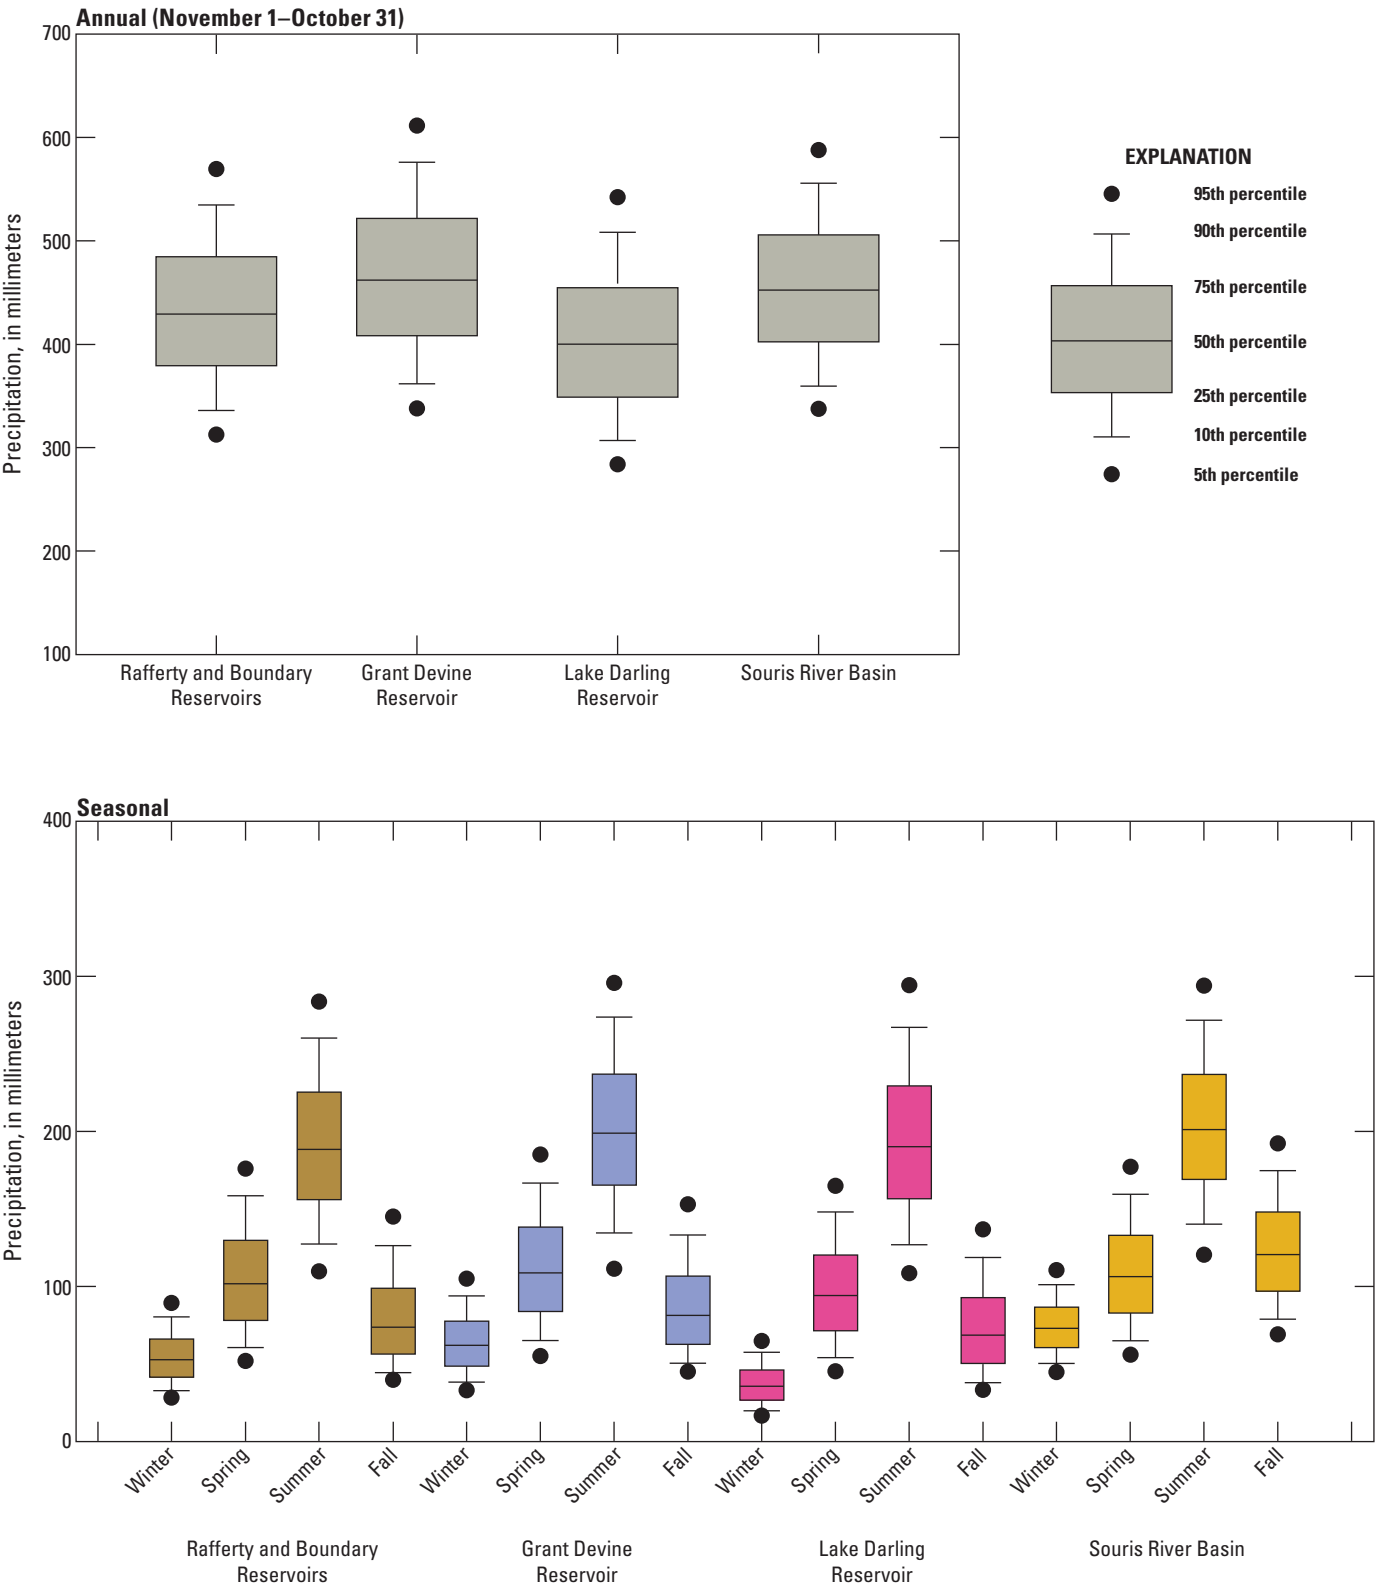 Annual (November 1–October 31)
700
600
500
400
300
200
100
Precipitation, in millimeters
Rafferty and Boundary
Reservoirs
Grant Devine
Reservoir
Lake Darling
Reservoir
Souris River Basin
EXPLANATION
95th percentile
90th percentile
75th percentile
50th percentile
25th percentile
10th percentile
5th percentile
Seasonal
400
300
200
100
0
Precipitation, in millimeters
Winter
Spring
Summer
Fall
Winter
Spring
Summer
Fall
Winter
Spring
Summer
Fall
Winter
Spring
Summer
Fall
Rafferty and Boundary
Reservoirs
Grant Devine
Reservoir
Lake Darling
Reservoir
Souris River Basin